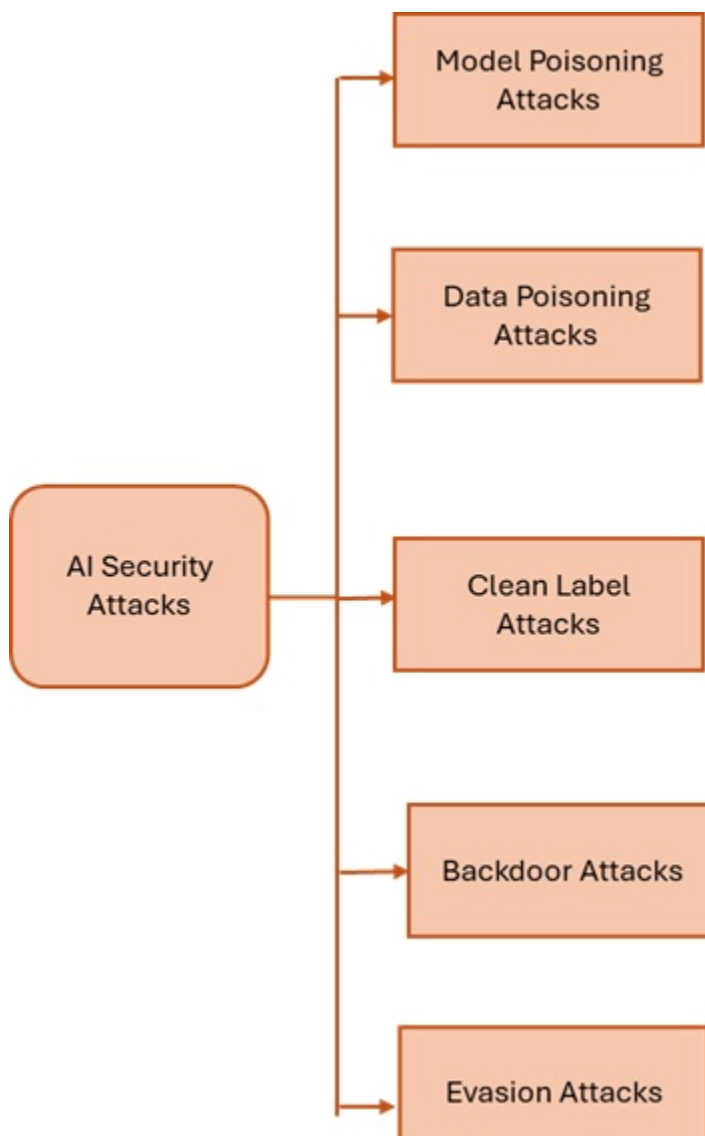 Model Poisoning
Attacks
Data Poisoning
Attacks
AI Security
Attacks
Clean Label
Attacks
Backdoor Attacks
Evasion Attacks